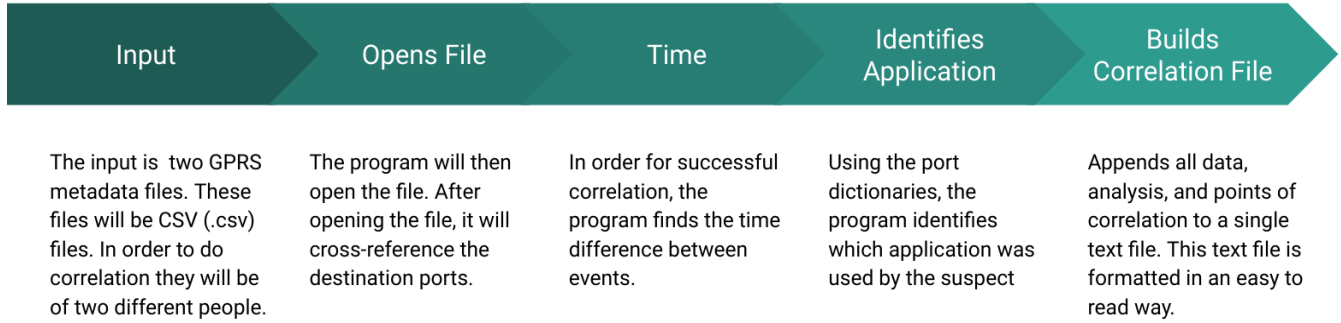 Input
Opens File
Time
Identifies
Application
Builds
Correlation File
The input is  two GPRS
metadata files. These
files will be CSV (.csv)
files. In order to do
correlation they will be
of two different people.
The program will then
open the file. After
opening the file, it will
cross-reference the
destination ports.
In order for successful
correlation, the
program finds the time
difference between
events.
Using the port
dictionaries, the
program identifies
which application was
used by the suspect
Appends all data,
analysis, and points of
correlation to a single
text file. This text file is
formatted in an easy to
read way.